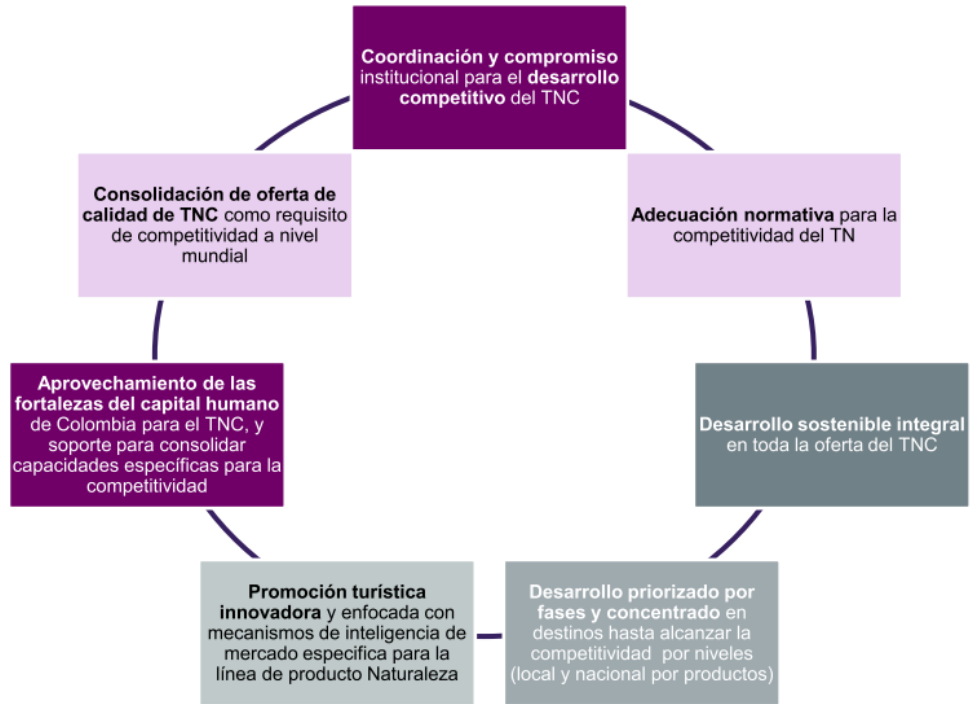 Coordinación y compromiso
institucional para el desarrollo
competitivo del TNC
Adecuación normativa para la
competitividad del TN
Desarrollo sostenible integral
en toda la oferta del TNC
Desarrollo priorizado por
fases y concentrado en
destinos hasta alcanzar la
competitividad por niveles
(local y nacional por productos)
Promoción turística
innovadora y enfocada con
mecanismos de inteligencia de
mercado especifica para la
línea de producto Naturaleza
Aprovechamiento de las
fortalezas del capital humano
de Colombia para el TNC, y
soporte para consolidar
capacidades específicas para la
competitividad
Consolidación de oferta de
calidad de TNC como requisito
de competitividad a nivel
mundial